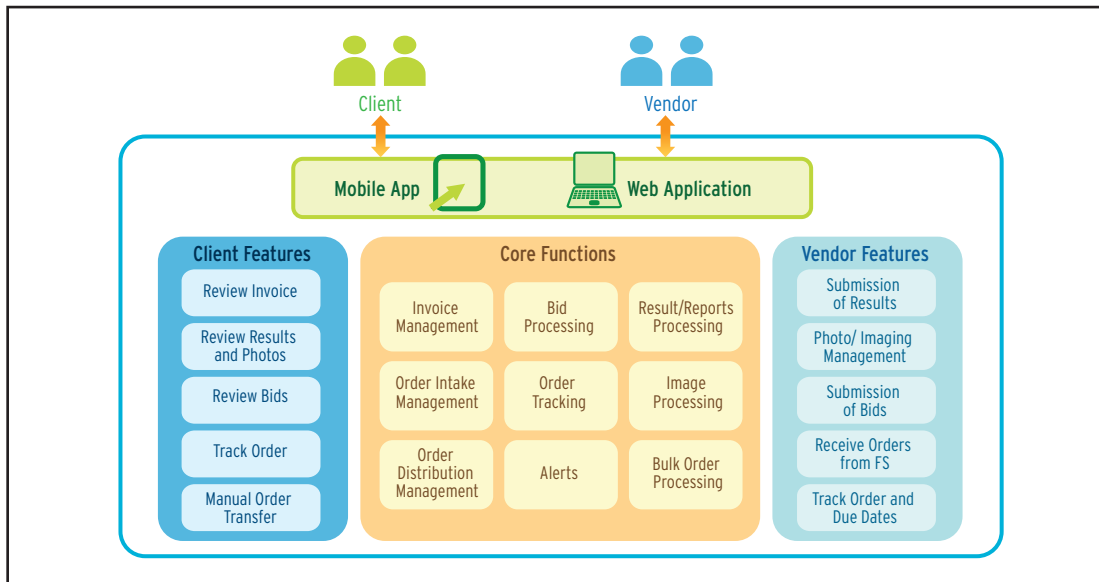 Client
Vendor
Mobile App
Web Application
Client Features
Review Invoice
Review Results
and Photos
Review Bids
Track Order
Manual Order
Transfer
Core Functions
Invoice
Management
Bid
Processing
Result/Reports
Processing
Order Intake
Management
Order
Tracking
Image
Processing
Order
Distribution
Management
Alerts
Bulk Order
Processing
Vendor Features
Submission
of Results
Photo/ Imaging
Management
Submission
of Bids
Receive Orders
from FS
Track Order and
Due Dates